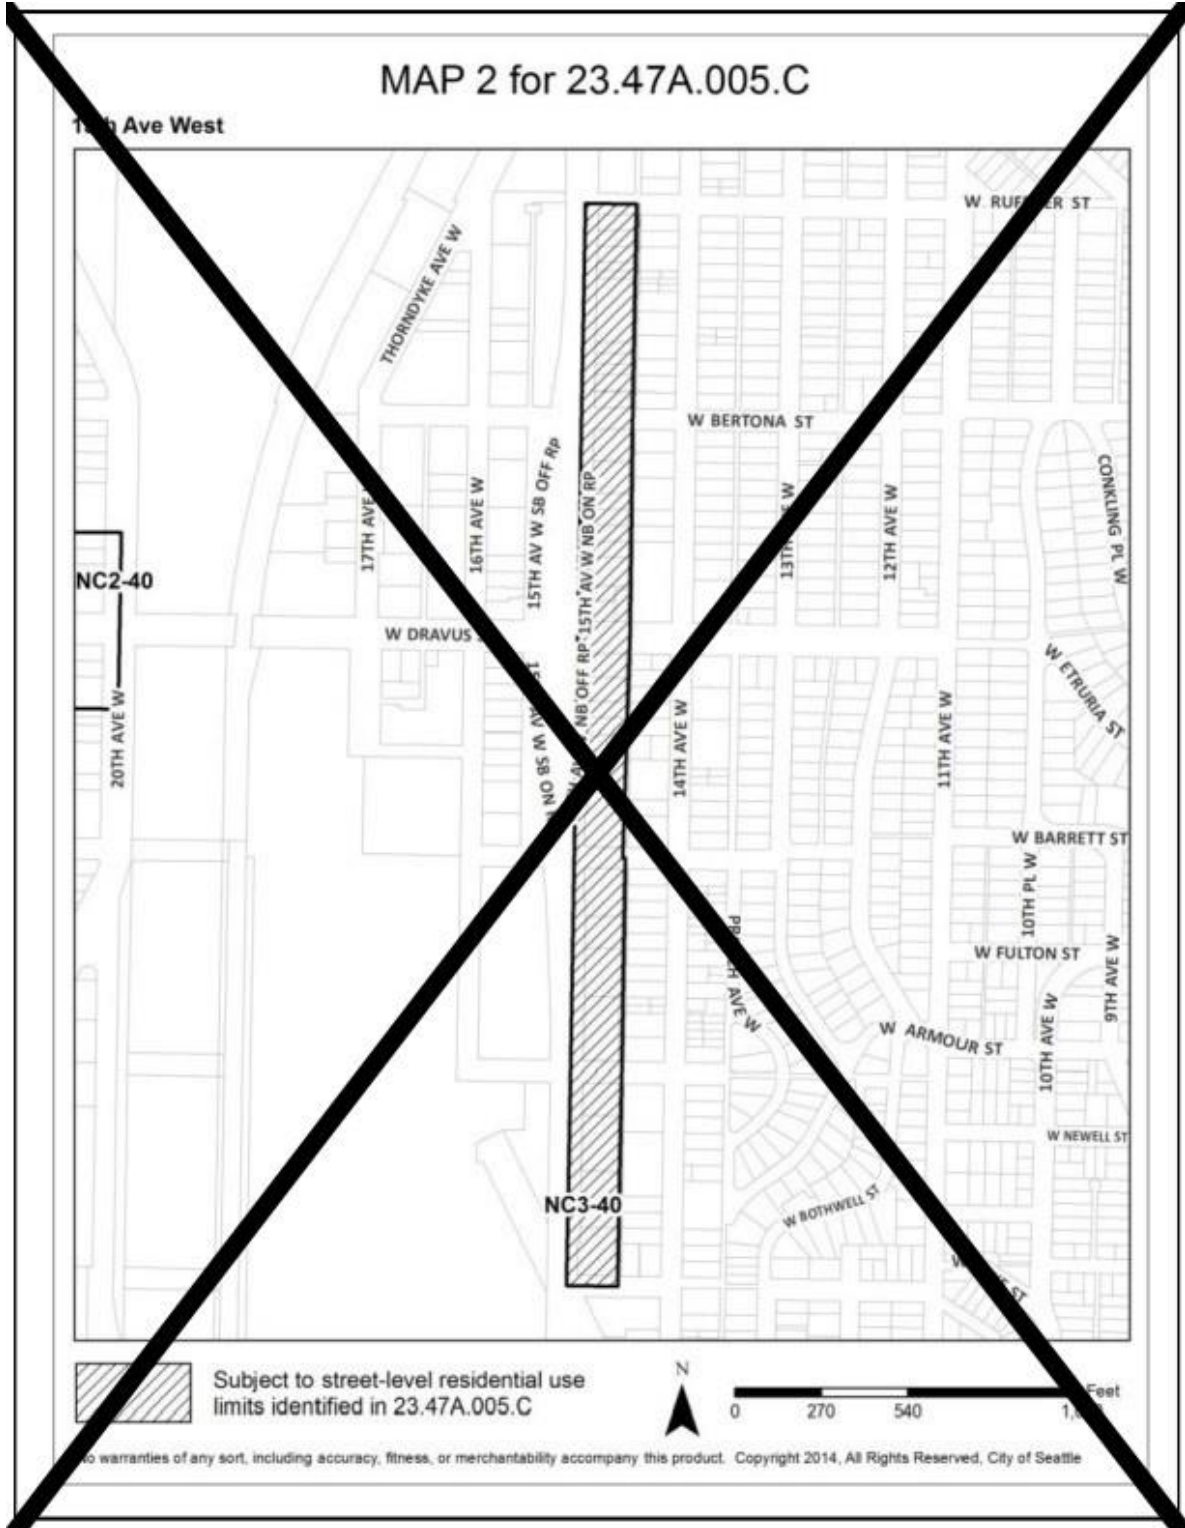 MAP 2 for 23.47A.005.C
Ave West
W
ST
THORNDYKE AVE W
W BERTONA ST
CONKLING PL W
15TH AV W SB OFF RP
15TH AV W NB ON RP
17TH AVE
16TH AVE W
W
12TH AVE W
NC2-40
W DRAVUS
NB OFF RP
AV W SB ON
W ETRURIA ST
20TH AVE W
14TH AVE W
11TH AVE W
W BARRETT ST
10TH PL W
AVE W
W FULTON ST
9TH AVE W
W ARMOUR ST
10TH AVE W
W NEWELL ST
NC3-40
W BOTHWELL ST
ST
Subject to street-level residential use
limits identified in 23.47A.005.C
N
Feet
0 270 540
warranties of any sort, including accuracy, fitness, or merchantability accompany this product. Copyright 2014, All Rights Reserved, City of Seattle